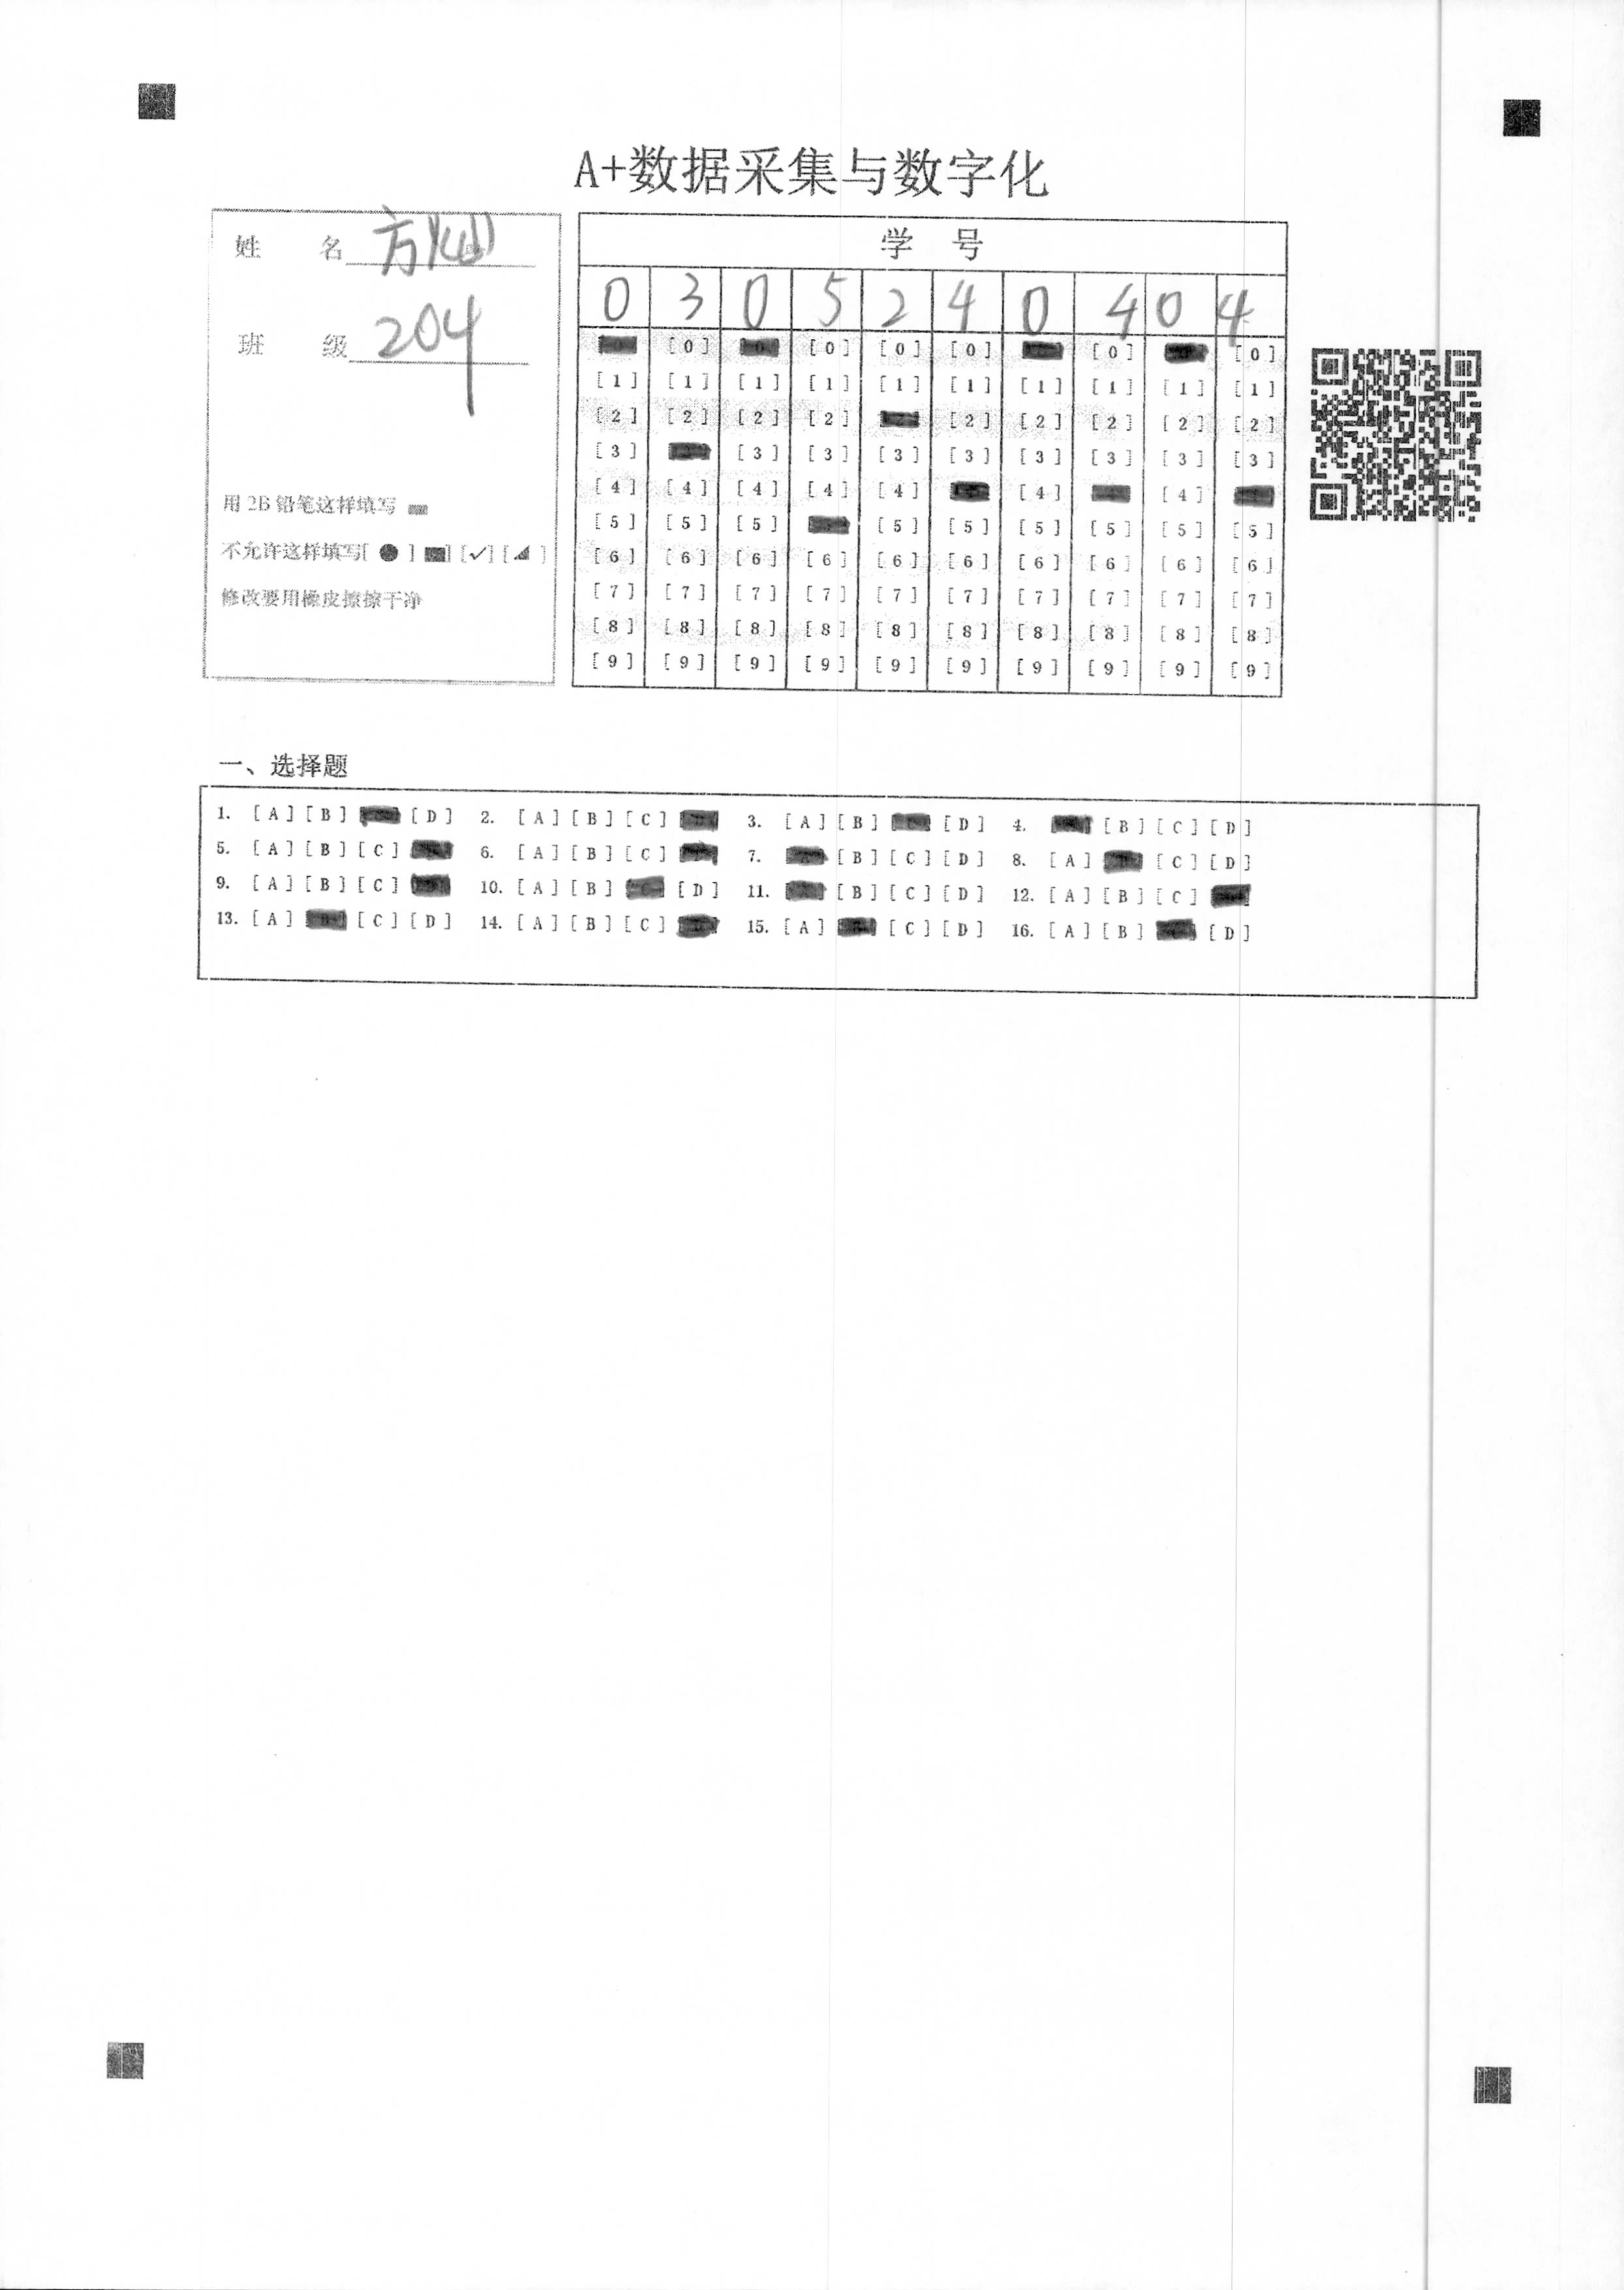 A+数据采集与数字化
姓 名 方
班 级 204
用 2B 铅笔这样填写
不允许这样填写[ ● ] [✓] [ ]
修改要用橡皮擦擦干净
学 号
0 3 0 5 2 4 0 4 0 4
[0] [0] [0] [0] [0] [0]
[1] [1] [1] [1] [1] [1] [1] [1] [1] [1]
[2] [2] [2] [2] [2] [2] [2] [2] [2]
[3] [3] [3] [3] [3] [3] [3] [3] [3]
[4] [4] [4] [4] [4] [4] [4]
[5] [5] [5] [5] [5] [5] [5] [5] [5]
[6] [6] [6] [6] [6] [6] [6] [6] [6] [6]
[7] [7] [7] [7] [7] [7] [7] [7] [7] [7]
[8] [8] [8] [8] [8] [8] [8] [8] [8] [8]
[9] [9] [9] [9] [9] [9] [9] [9] [9] [9]
一、选择题
1. [A] [B] [D] 2. [A] [B] [C] 3. [A] [B] [D] 4. [B] [C] [D]
5. [A] [B] [C] 6. [A] [B] [C] 7. [B] [C] [D] 8. [A] [C] [D]
9. [A] [B] [C] 10. [A] [B] [D] 11. [B] [C] [D] 12. [A] [B] [C]
13. [A] [C] [D] 14. [A] [B] [C] 15. [A] [C] [D] 16. [A] [B] [D]